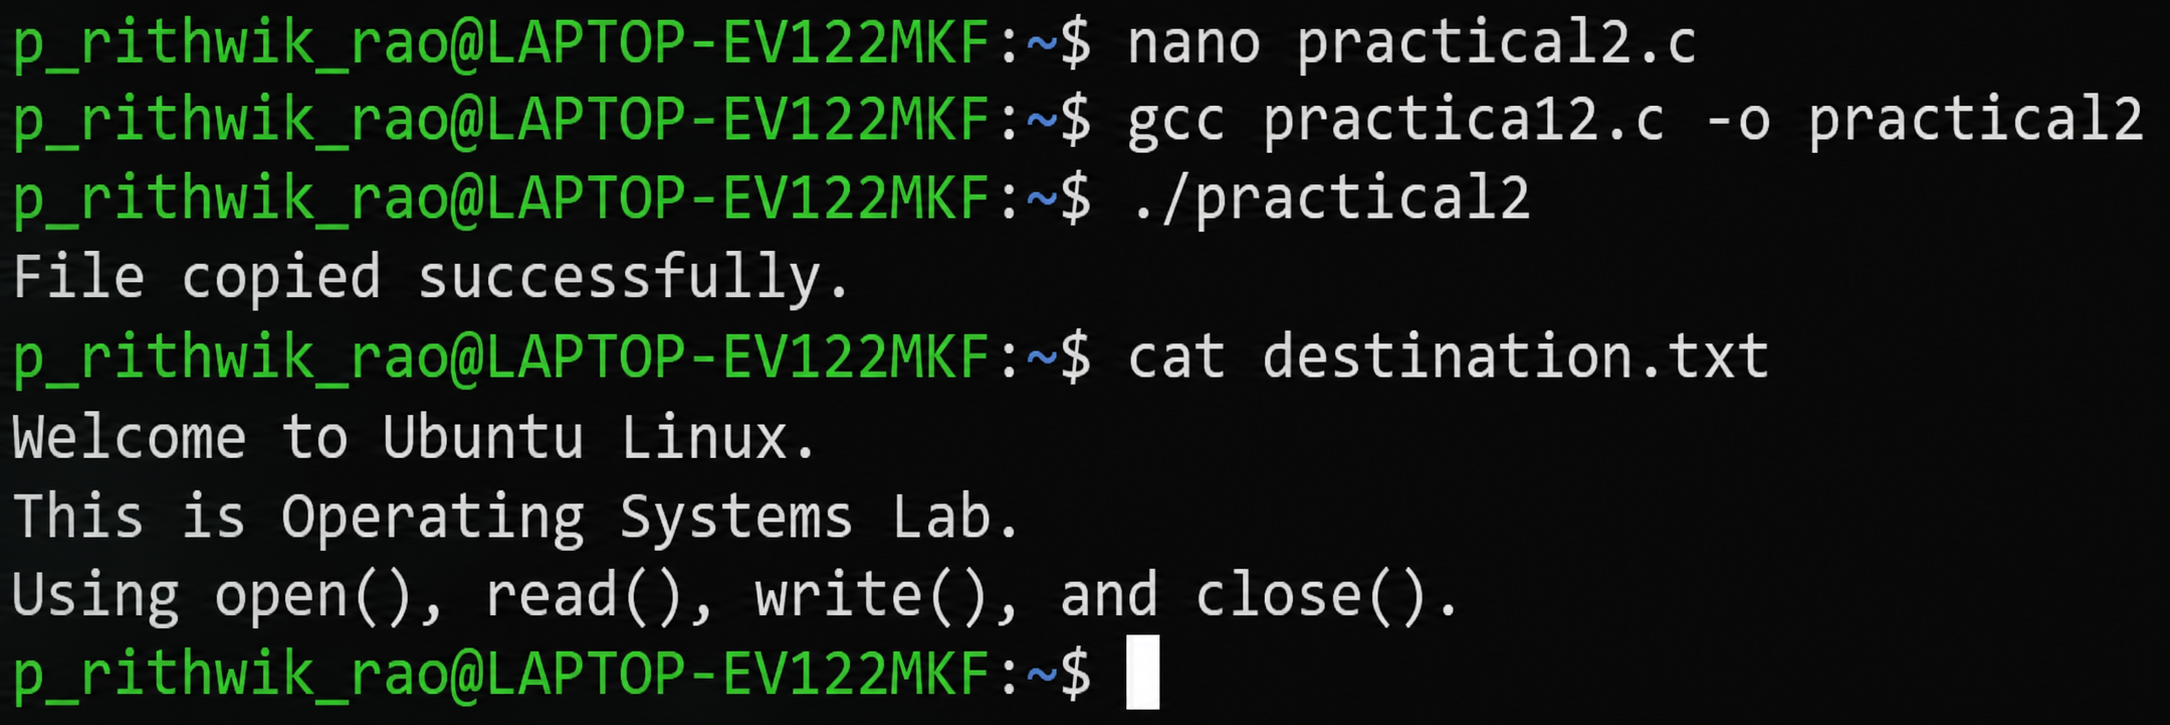 p_rithwik_rao@LAPTOP-EV122MKF:~$ nano practical2.c
p_rithwik_rao@LAPTOP-EV122MKF:~$ gcc practica12.c -o practical2
p_rithwik_rao@LAPTOP-EV122MKF:~$ ./practical2
File copied successfully.
p_rithwik_rao@LAPTOP-EV122MKF:~$ cat destination.txt
Welcome to Ubuntu Linux.
This is Operating Systems Lab.
Using open(), read(), write(), and close().
p_rithwik_rao@LAPTOP-EV122MKF:~$